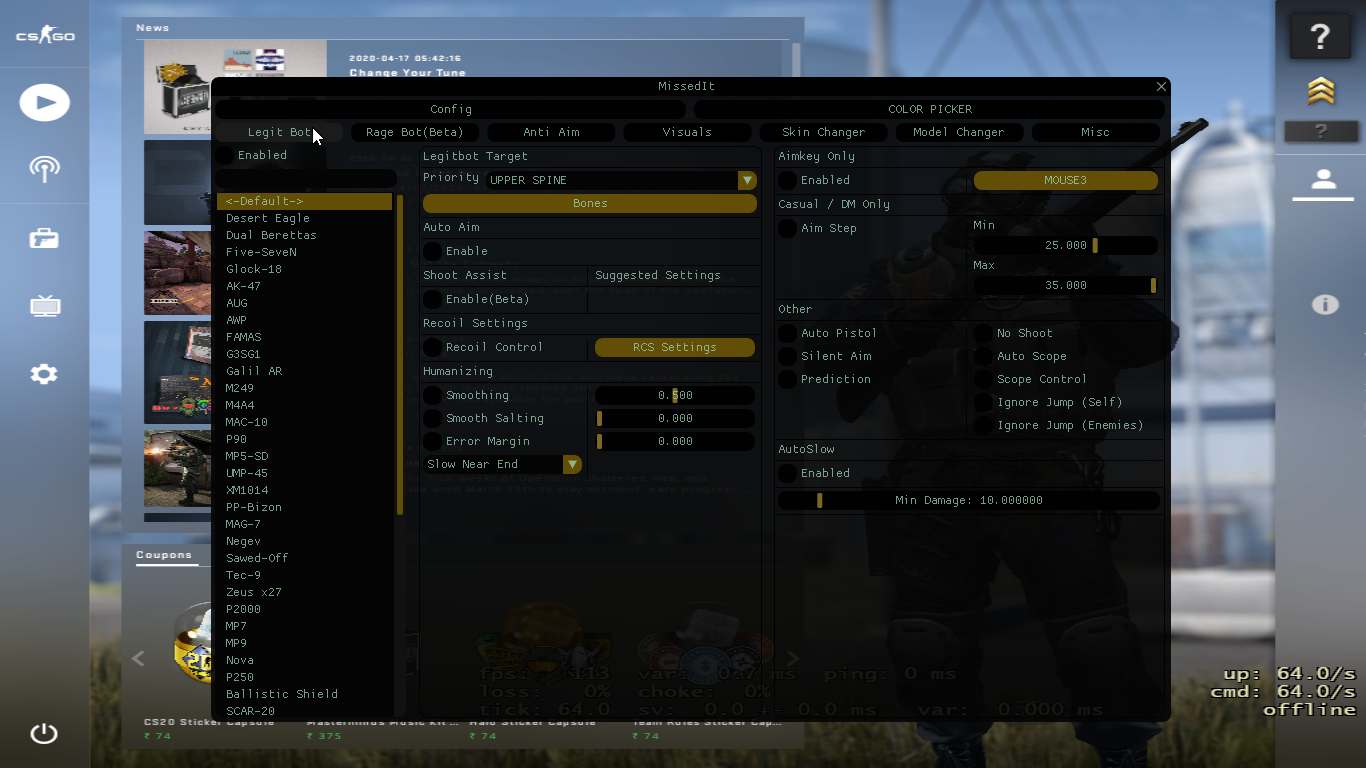 CS GO
News
2020-04-17 05:42:16
Change Your Tune
MissedIt
Config
COLOR PICKER
Legit Bot
Rage Bot(Beta)
Anti Aim
Visuals
Skin Changer
Model Changer
Misc
Enabled
<-Default->
Desert Eagle
Dual Berettas
Five-SeveN
Glock-18
AK-47
AUG
AWP
FAMAS
G3SG1
Galil AR
M249
M4A4
MAC-10
P90
MP5-SD
UMP-45
XM1014
PP-Bizon
MAG-7
Negev
Sawed-Off
Tec-9
Zeus x27
P2000
MP7
MP9
Nova
P250
Ballistic Shield
SCAR-20
Legitbot Target
Priority UPPER SPINE
Bones
Auto Aim
Enable
Shoot Assist
Suggested Settings
Enable(Beta)
Recoil Settings
Recoil Control
RCS Settings
Humanizing
Smoothing 0.500
Smooth Salting 0.000
Error Margin 0.000
Slow Near End
Aimkey Only
Enabled
MOUSE3
Casual / DM Only
Aim Step
Min
25.000
Max
35.000
Other
Auto Pistol
Silent Aim
Prediction
No Shoot
Auto Scope
Scope Control
Ignore Jump (Self)
Ignore Jump (Enemies)
AutoSlow
Enabled
Min Damage: 10.000000
Coupons
fps: 113 var: 0.7 ms ping: 0 ms
loss: 0% choke: 0%
tick: 64.0 sv: 0.0 +- 0.0 ms var: 0.000 ms
up: 64.0/s
cmd: 64.0/s
offline
CS20 Sticker Capsule
₹ 74
Masterminds Music Kit ...
₹ 375
Halo Sticker Capsule
₹ 74
Team Roles Sticker Cap...
₹ 74
?
?